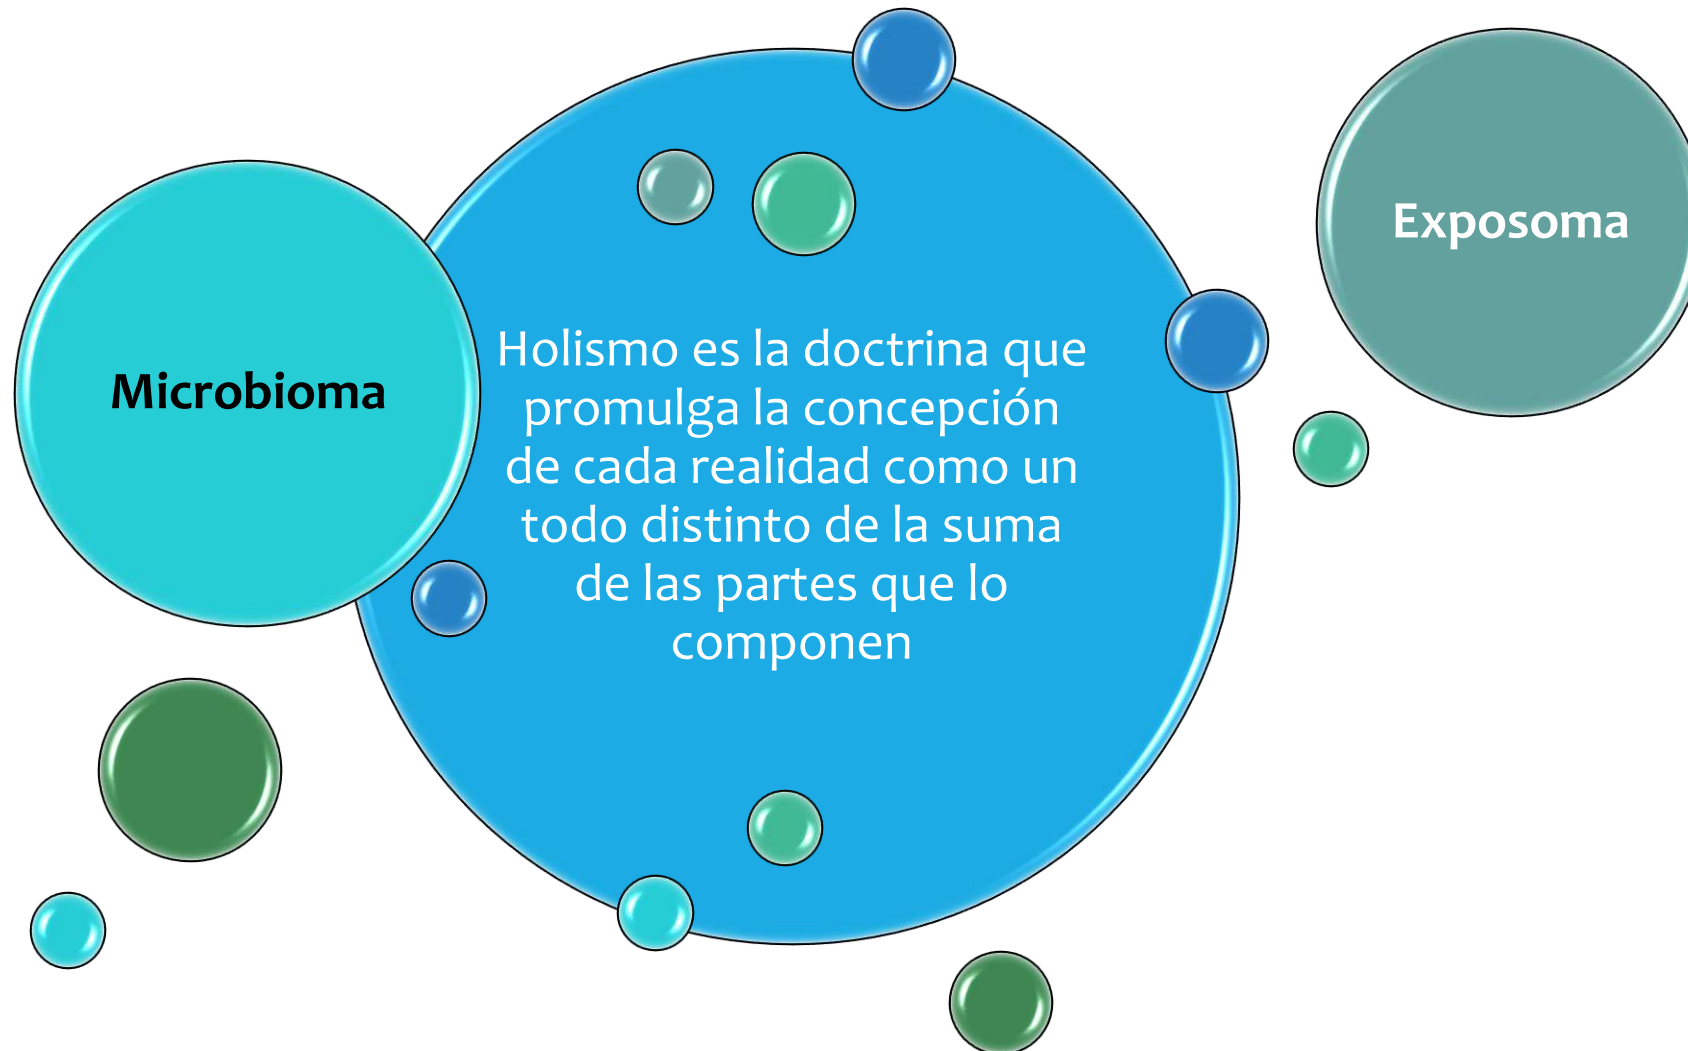 Microbioma
Holismo es la doctrina que
promulga la concepción
de cada realidad como un
todo distinto de la suma
de las partes que lo
componen
Exposoma